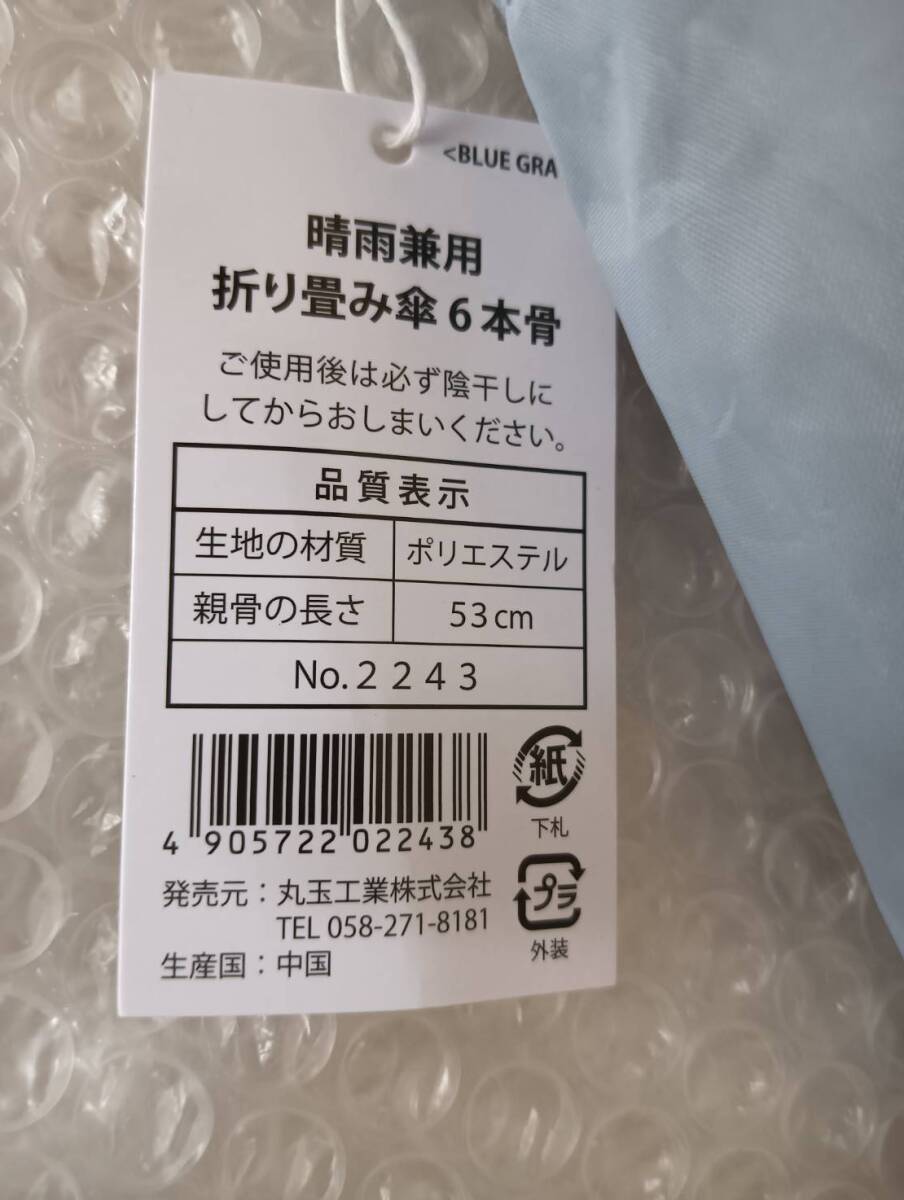 <BLUE GRA
晴雨兼用
折り畳み傘6本骨
ご使用後は必ず陰干しに
してからおしまいください。
品質表示
生地の材質 ポリエステル
親骨の長さ 53cm
No.2243
4 905722 022438
紙
下札
プラ
外装
発売元：丸玉工業株式会社
TEL 058-271-8181
生産国：中国